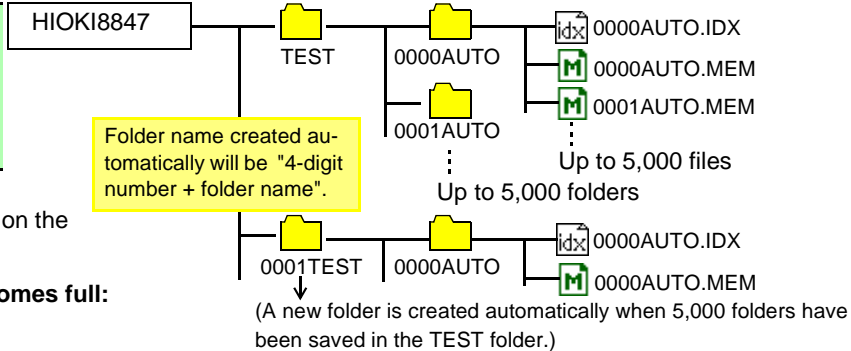 HIOKI8847
TEST
0000AUTO
idx 0000AUTO.IDX
M 0000AUTO.MEM
M 0001AUTO.MEM
0001AUTO
Up to 5,000 files
Up to 5,000 folders
Folder name created au-
tomatically will be "4-digit
number + folder name".
on the
omes full:
0001TEST
0000AUTO
idx 0000AUTO.IDX
M 0000AUTO.MEM
(A new folder is created automatically when 5,000 folders have
been saved in the TEST folder.)